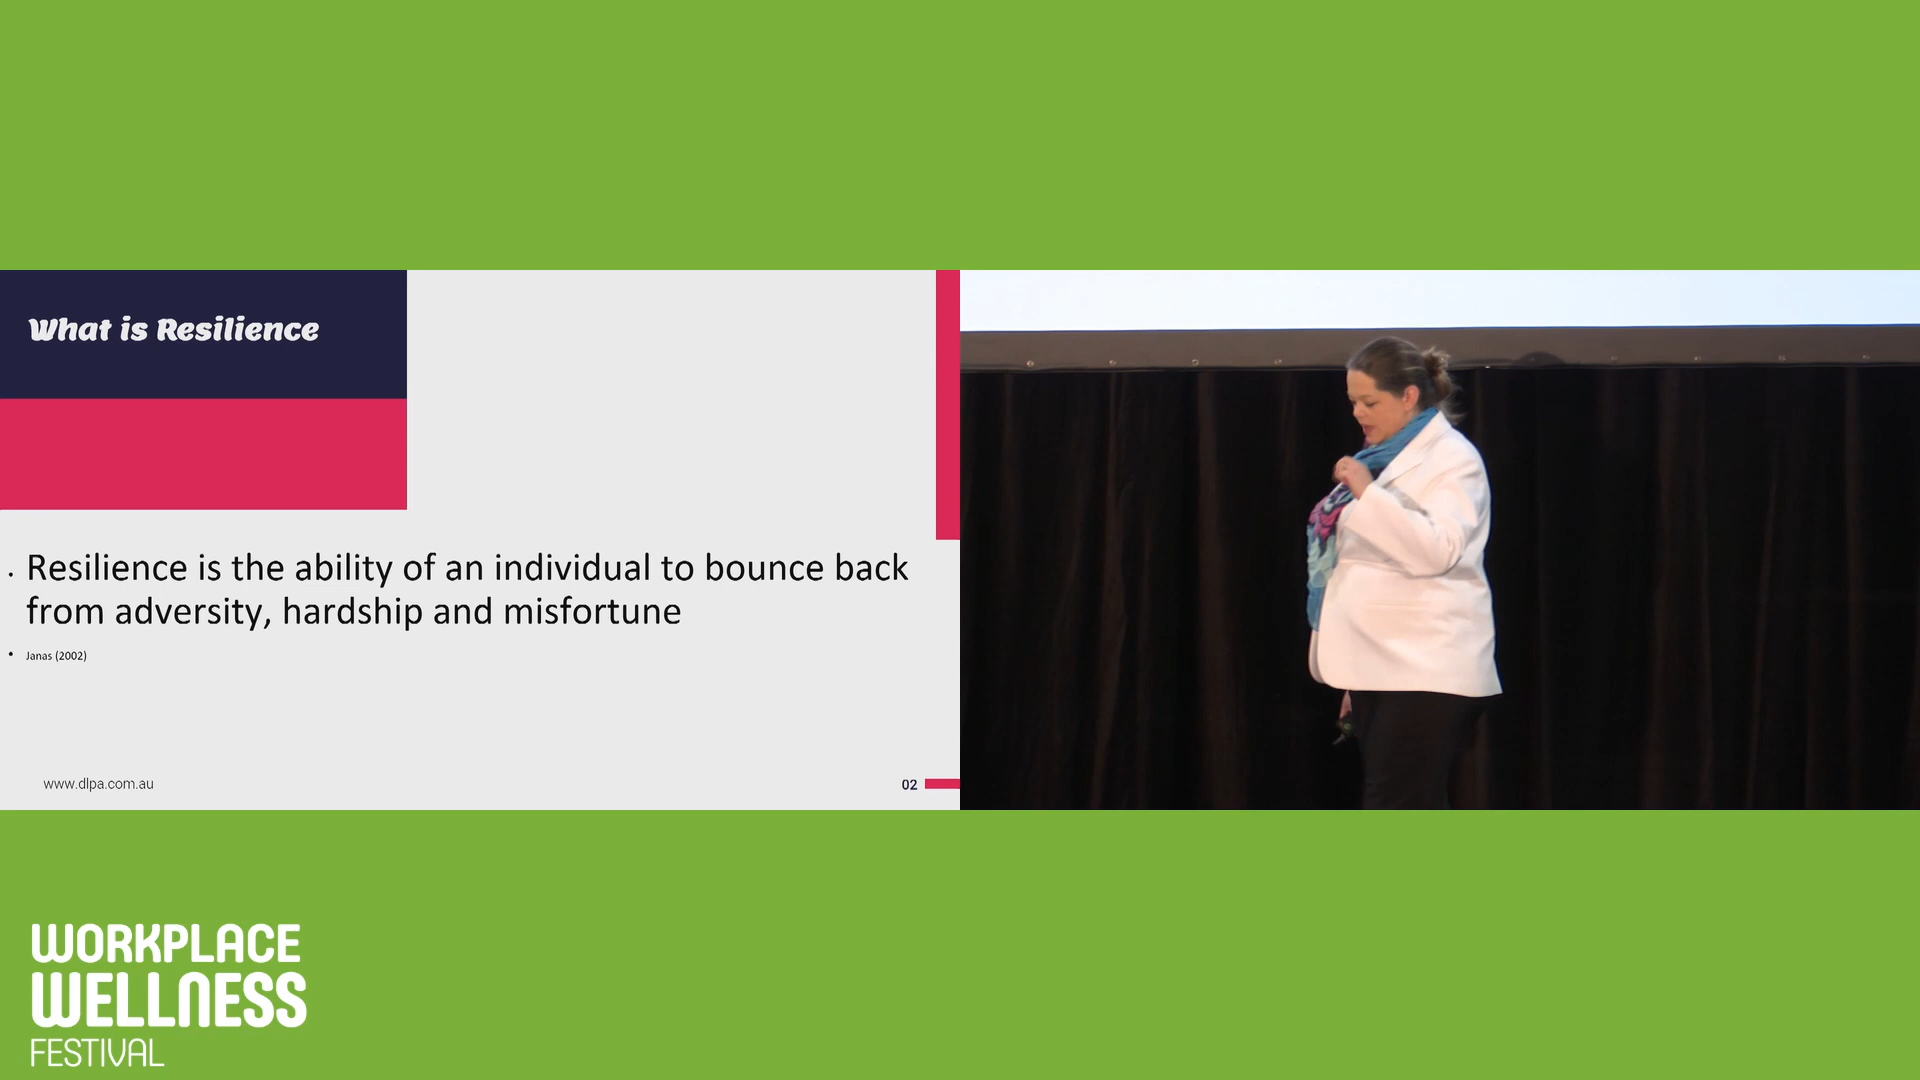 What is Resilience
• Resilience is the ability of an individual to bounce back
from adversity, hardship and misfortune
• Janas (2002)
www.dlpa.com.au
02
WORKPLACE
WELLNESS
FESTIVAL